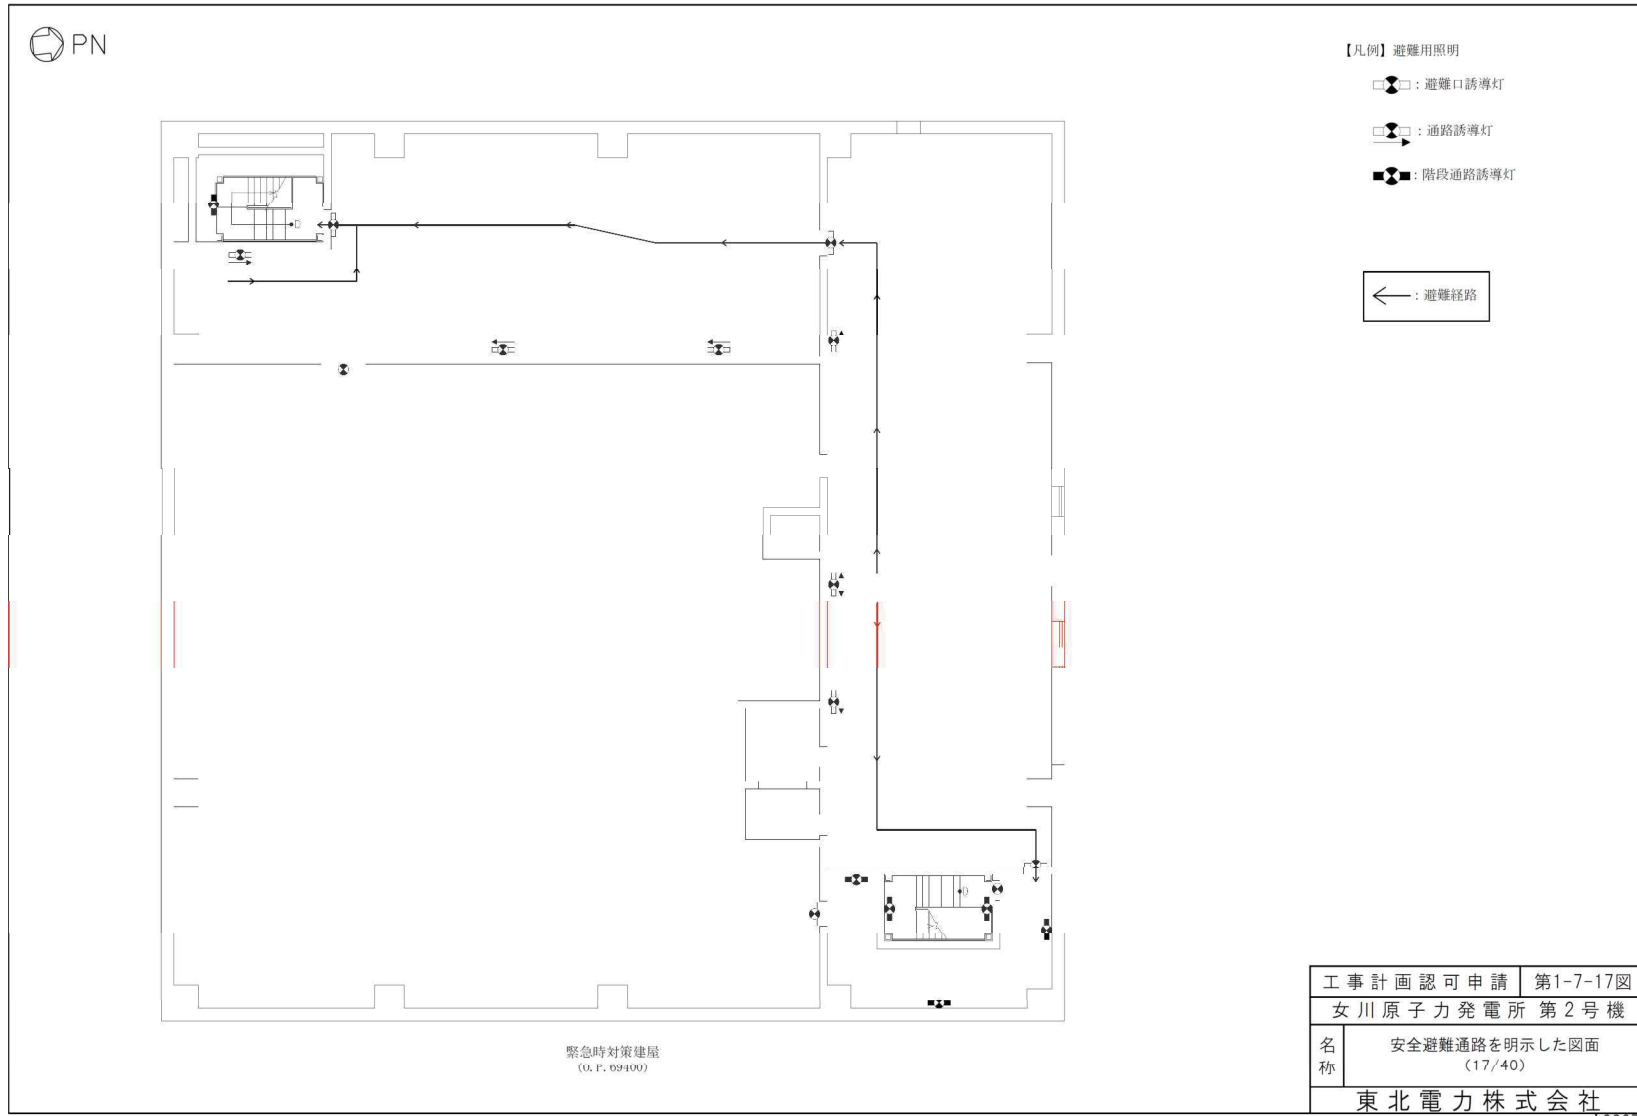 PN
【凡例】避難用照明
：避難口誘導灯
：通路誘導灯
：階段通路誘導灯
：避難経路
緊急時対策建屋
(O.P. 69400)
工事計画認可申請 第1-7-17図
女川原子力発電所 第2号機
名称 安全避難通路を明示した図面
(17/40)
東北電力株式会社